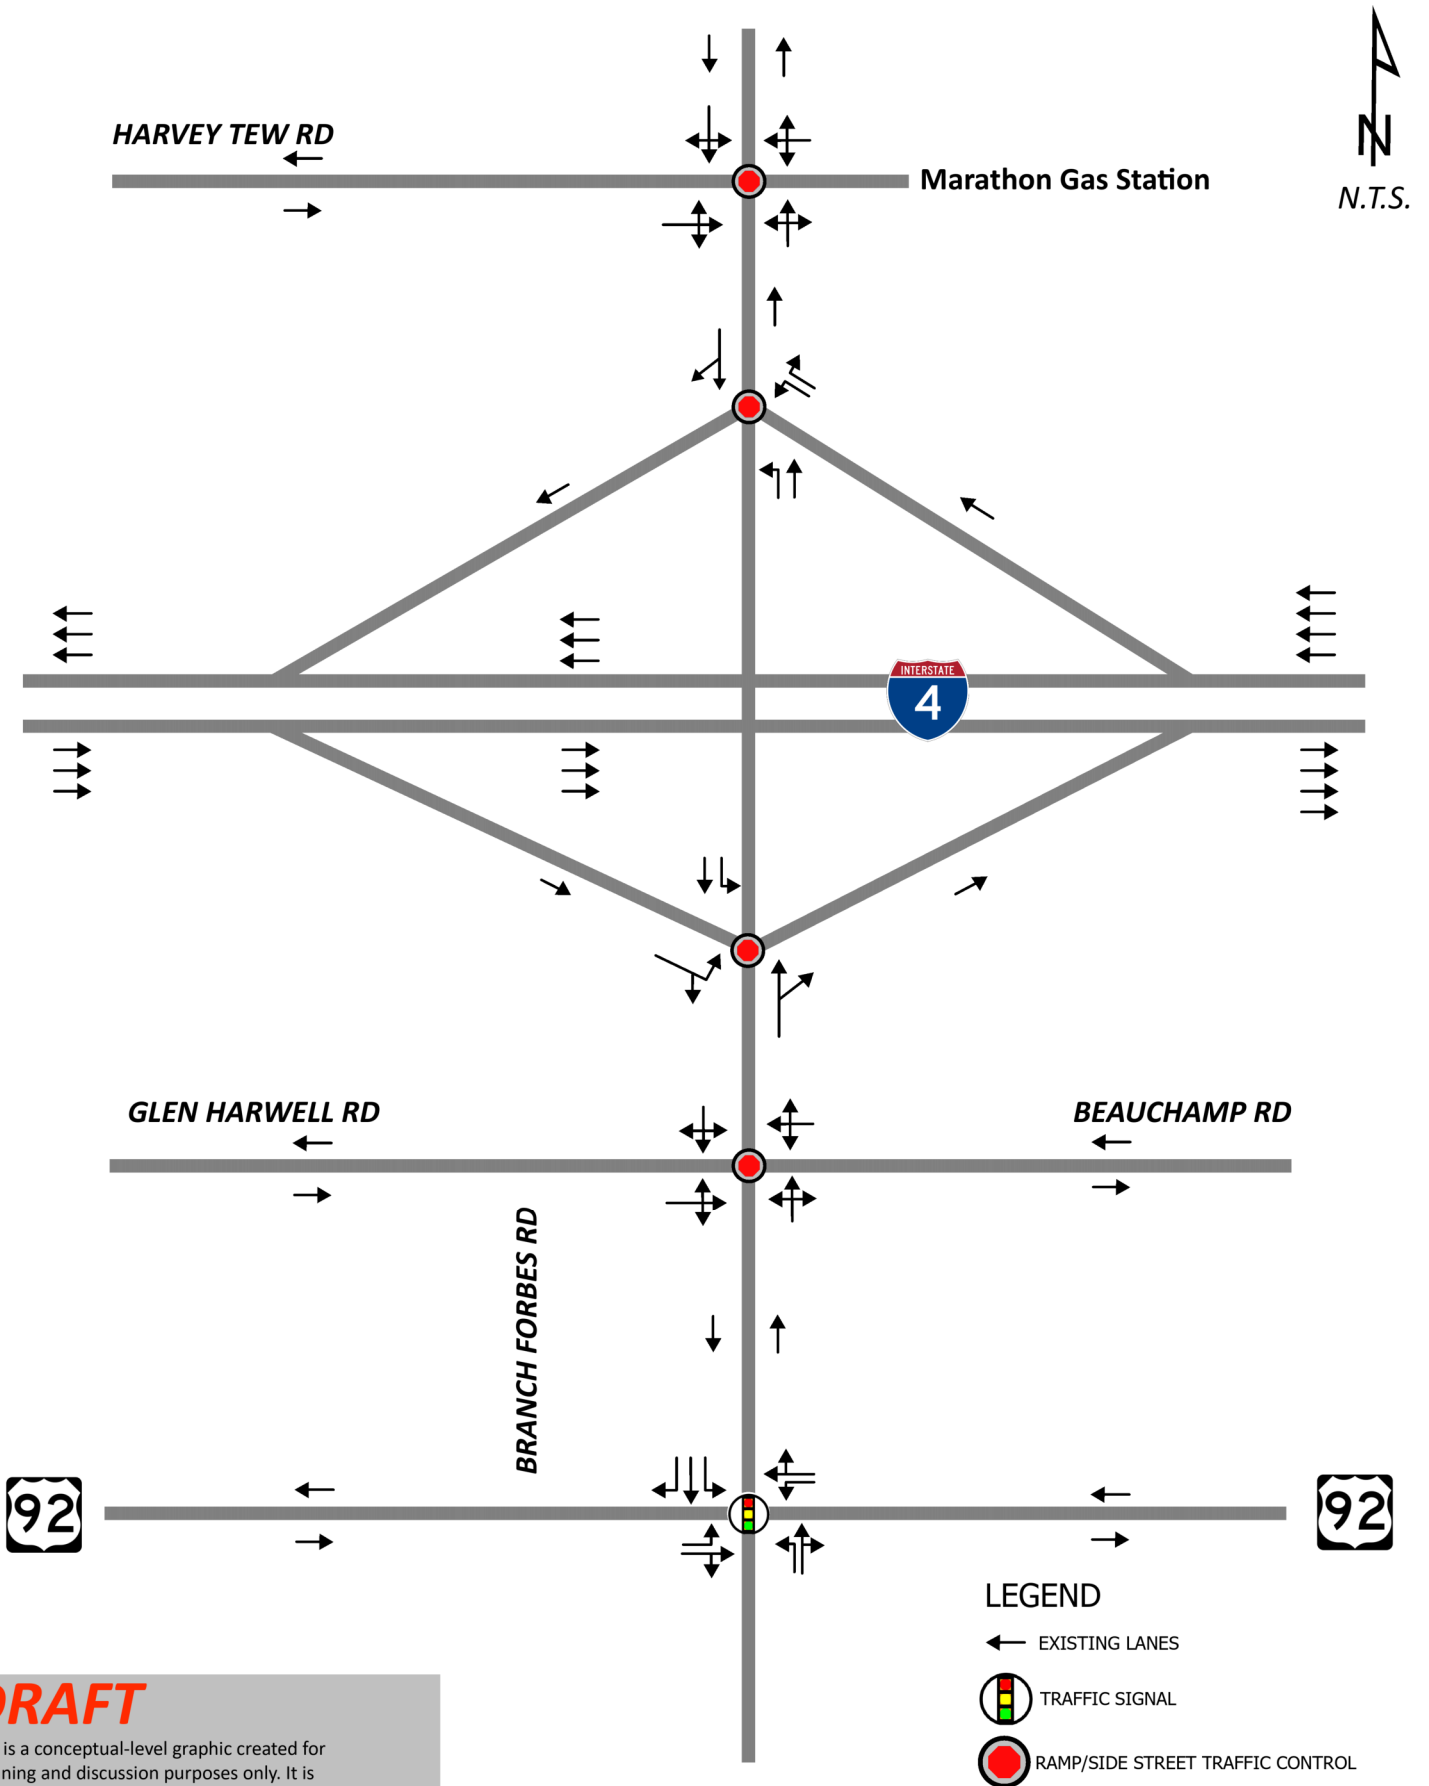 HARVEY TEW RD
N
N.T.S.
Marathon Gas Station
INTERSTATE
4
GLEN HARWELL RD
BEAUCHAMP RD
BRANCH FORBES RD
92
92
LEGEND
EXISTING LANES
TRAFFIC SIGNAL
RAMP/SIDE STREET TRAFFIC CONTROL
DRAFT
is a conceptual-level graphic created for
ning and discussion purposes only. It is